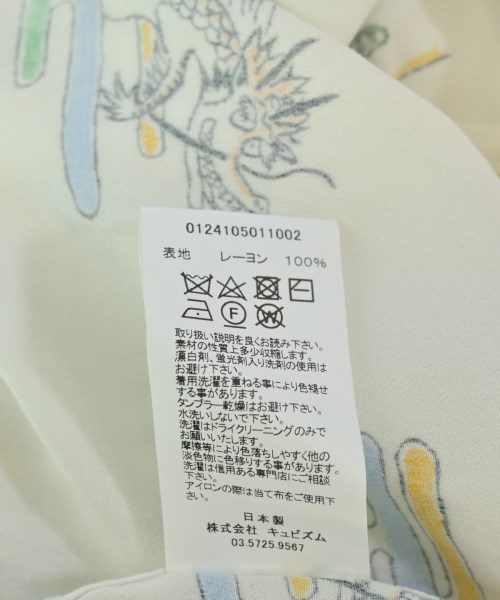 0124105011002
表地 レーヨン 100%
F
W
取り扱い説明を良くお読み下さい。
素材の性質上多少収縮します。
漂白剤、蛍光剤入り洗剤の使用は
お避け下さい。
着用洗濯を重ねる事により色褪せ
する事があります。
タンブラー乾燥はお避け下さい。
水洗いしないで下さい。
洗濯はドライクリーニングのみで
お願いいたします。
摩擦等により色落ちしやすく他の
淡色物に色移りする事があります。
洗濯は信用ある専門店にご相談
下さい。
アイロンの際は当て布をご使用下
さい。
日本製
株式会社 キュビズム
03.5725.9567